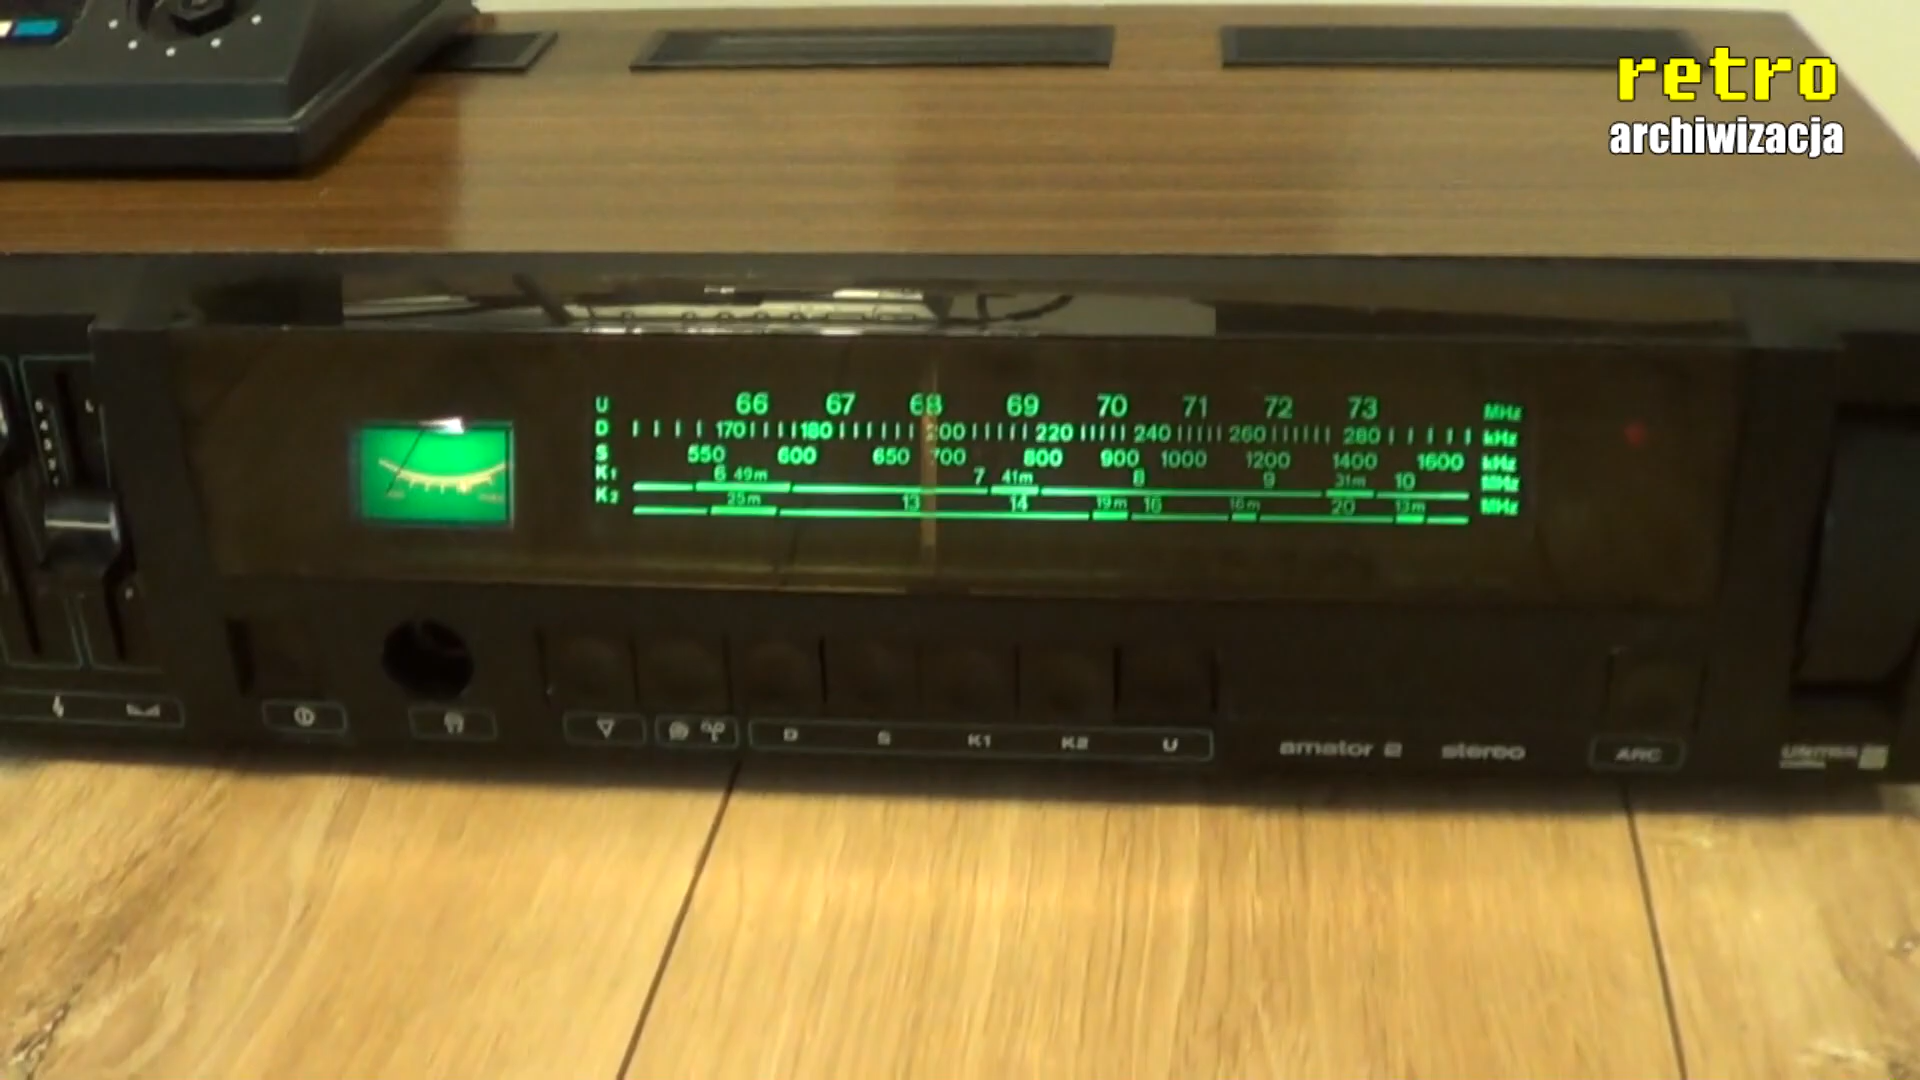 retro
archiwizacja
U 66 67 68 69 70 71 72 73 MHz
D 170 180 200 220 240 260 280 kHz
S 550 600 650 700 800 900 1000 1200 1400 1600 kHz
K1 6 49m 7 41m 8 9 31m 10 MHz
K2 25m 13 14 19m 16 16m 20 13m MHz
D S K1 K2 U
amator 2 stereo
ARC
UNITRA